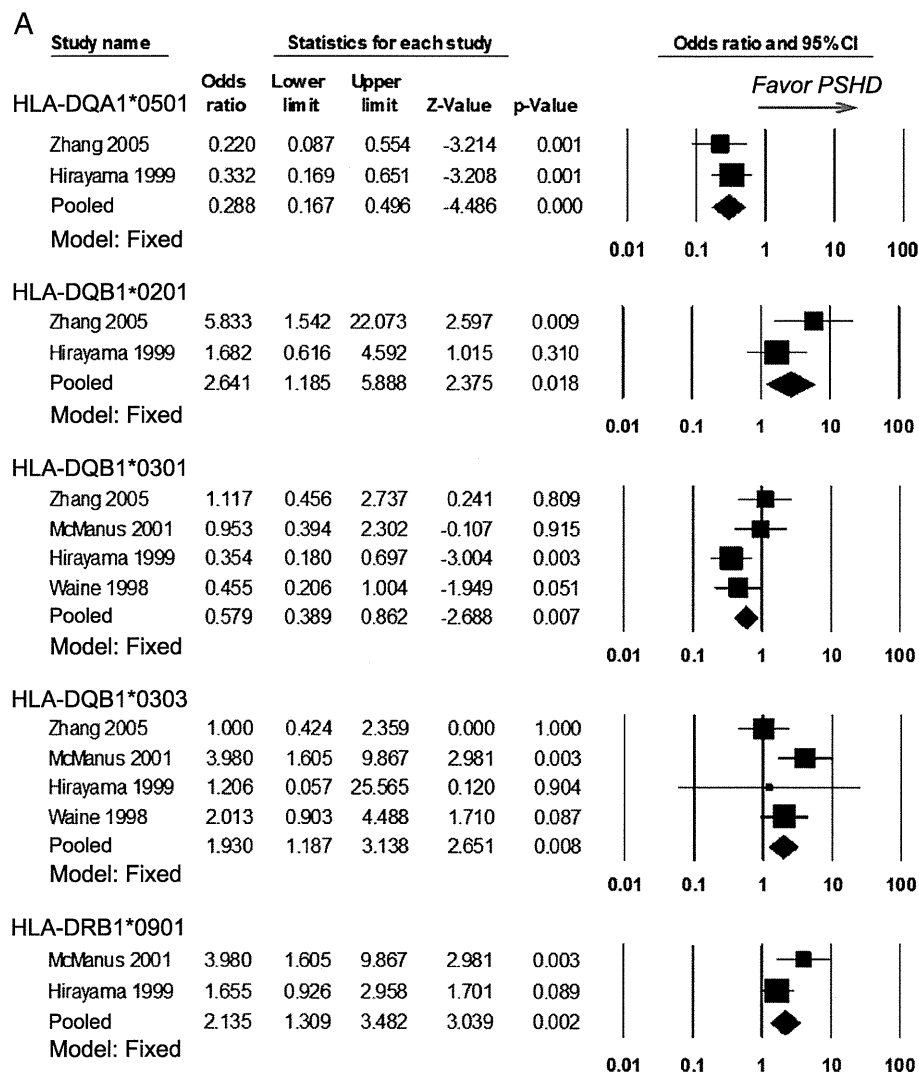 A
Study name Statistics for each study Odds ratio and 95% CI
Odds ratio Lower limit Upper limit Z-Value p-Value Favor PSHD
HLA-DQA1*0501
Zhang 2005 0.220 0.087 0.554 -3.214 0.001
Hirayama 1999 0.332 0.169 0.651 -3.208 0.001
Pooled 0.288 0.167 0.496 -4.486 0.000
Model: Fixed
0.01 0.1 1 10 100
HLA-DQB1*0201
Zhang 2005 5.833 1.542 22.073 2.597 0.009
Hirayama 1999 1.682 0.616 4.592 1.015 0.310
Pooled 2.641 1.185 5.888 2.375 0.018
Model: Fixed
0.01 0.1 1 10 100
HLA-DQB1*0301
Zhang 2005 1.117 0.456 2.737 0.241 0.809
McManus 2001 0.953 0.394 2.302 -0.107 0.915
Hirayama 1999 0.354 0.180 0.697 -3.004 0.003
Waine 1998 0.455 0.206 1.004 -1.949 0.051
Pooled 0.579 0.389 0.862 -2.688 0.007
Model: Fixed
0.01 0.1 1 10 100
HLA-DQB1*0303
Zhang 2005 1.000 0.424 2.359 0.000 1.000
McManus 2001 3.980 1.605 9.867 2.981 0.003
Hirayama 1999 1.206 0.057 25.565 0.120 0.904
Waine 1998 2.013 0.903 4.488 1.710 0.087
Pooled 1.930 1.187 3.138 2.651 0.008
Model: Fixed
0.01 0.1 1 10 100
HLA-DRB1*0901
McManus 2001 3.980 1.605 9.867 2.981 0.003
Hirayama 1999 1.655 0.926 2.958 1.701 0.089
Pooled 2.135 1.309 3.482 3.039 0.002
Model: Fixed
0.01 0.1 1 10 100